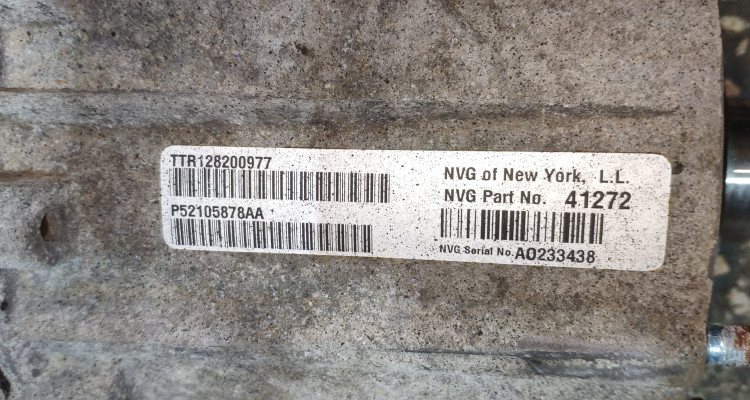 TTR128200977
P52105878AA
NVG of New York, L.L.
NVG Part No. 41272
NVG Serial No. A0233438